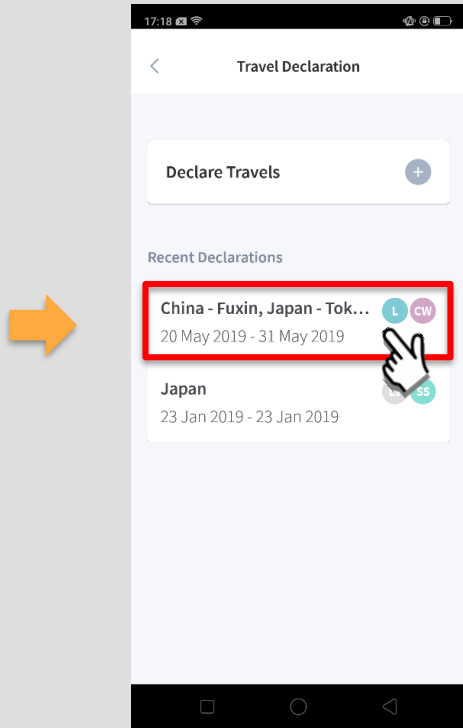 17:18
Travel Declaration
Declare Travels
Recent Declarations
China - Fuxin, Japan - Tok...
L CW
20 May 2019 - 31 May 2019
Japan
SS
23 Jan 2019 - 23 Jan 2019